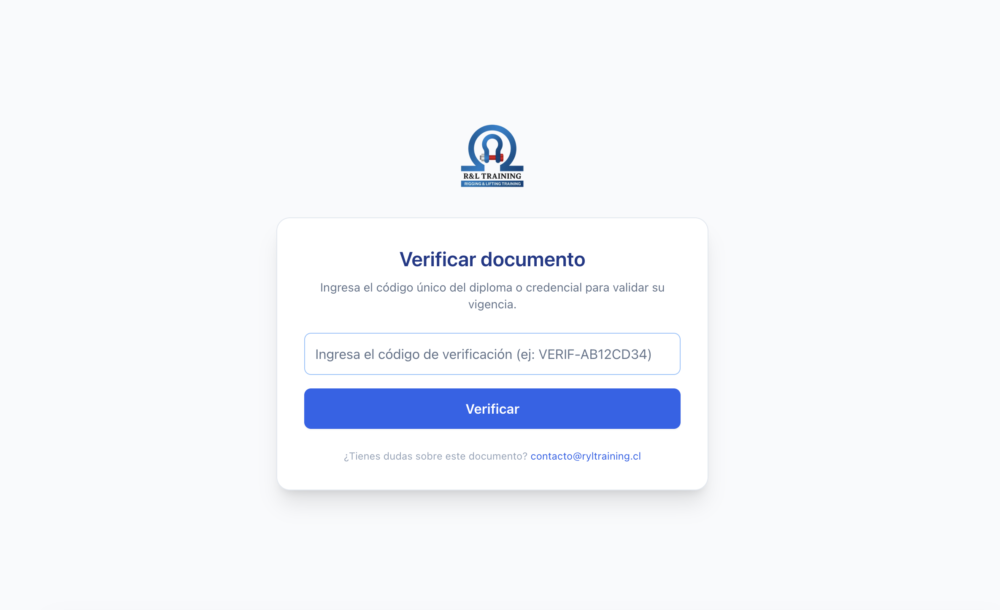 R&L TRAINING
RIGGING & LIFTING TRAINING
Verificar documento
Ingresa el código único del diploma o credencial para validar su
vigencia.
Ingresa el código de verificación (ej: VERIF-AB12CD34)
Verificar
¿Tienes dudas sobre este documento? contacto@ryltraining.cl